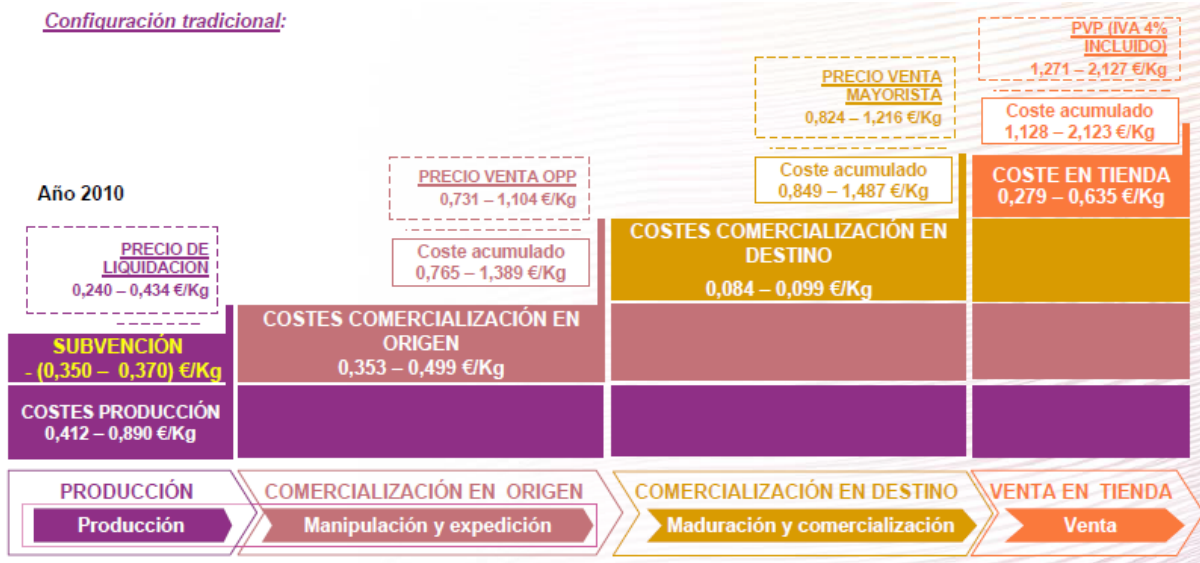 Configuración tradicional:
PVP (IVA 4%
INCLUIDO)
1,271 – 2,127 €/Kg
Coste acumulado
1,128 – 2,123 €/Kg
COSTE EN TIENDA
0,279 – 0,635 €/Kg
PRECIO VENTA
MAYORISTA
0,824 – 1,216 €/Kg
Coste acumulado
0,849 – 1,487 €/Kg
COSTES COMERCIALIZACIÓN EN
DESTINO
0,084 – 0,099 €/Kg
PRECIO VENTA OPP
0,731 – 1,104 €/Kg
Coste acumulado
0,765 – 1,389 €/Kg
COSTES COMERCIALIZACIÓN EN
ORIGEN
0,353 – 0,499 €/Kg
Año 2010
PRECIO DE
LIQUIDACION
0,240 – 0,434 €/Kg
SUBVENCIÓN
- (0,350 – 0,370) €/Kg
COSTES PRODUCCIÓN
0,412 – 0,890 €/Kg
PRODUCCIÓN
Producción
COMERCIALIZACIÓN EN ORIGEN
Manipulación y expedición
COMERCIALIZACIÓN EN DESTINO
Maduración y comercialización
VENTA EN TIENDA
Venta